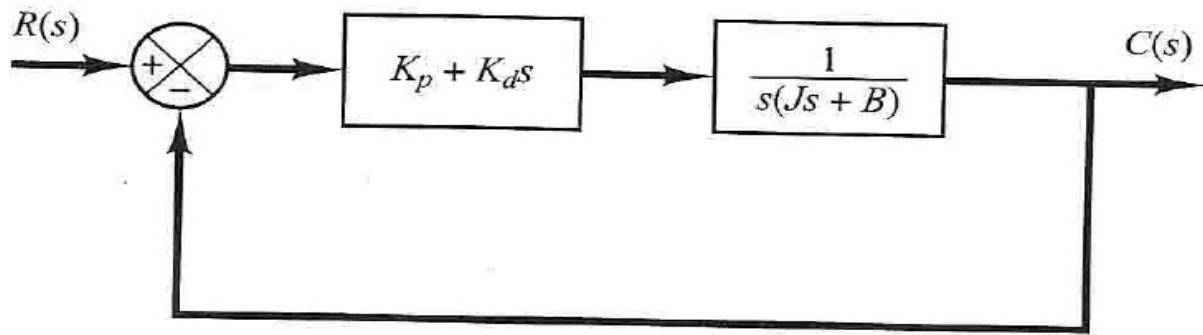 R(s)
+
−
K_p + K_d s
1
s(Js + B)
C(s)